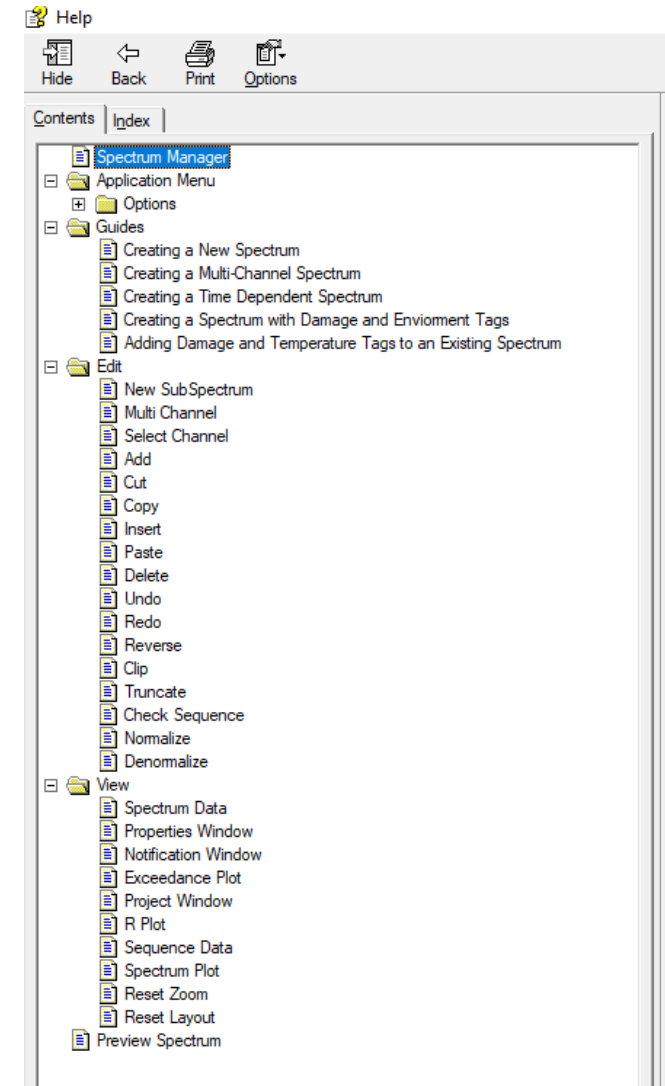 Help
Hide Back Print Options
Contents Index
Spectrum Manager
Application Menu
Options
Guides
Creating a New Spectrum
Creating a Multi-Channel Spectrum
Creating a Time Dependent Spectrum
Creating a Spectrum with Damage and Enviorment Tags
Adding Damage and Temperature Tags to an Existing Spectrum
Edit
New SubSpectrum
Multi Channel
Select Channel
Add
Cut
Copy
Insert
Paste
Delete
Undo
Redo
Reverse
Clip
Truncate
Check Sequence
Normalize
Denormalize
View
Spectrum Data
Properties Window
Notification Window
Exceedance Plot
Project Window
R Plot
Sequence Data
Spectrum Plot
Reset Zoom
Reset Layout
Preview Spectrum